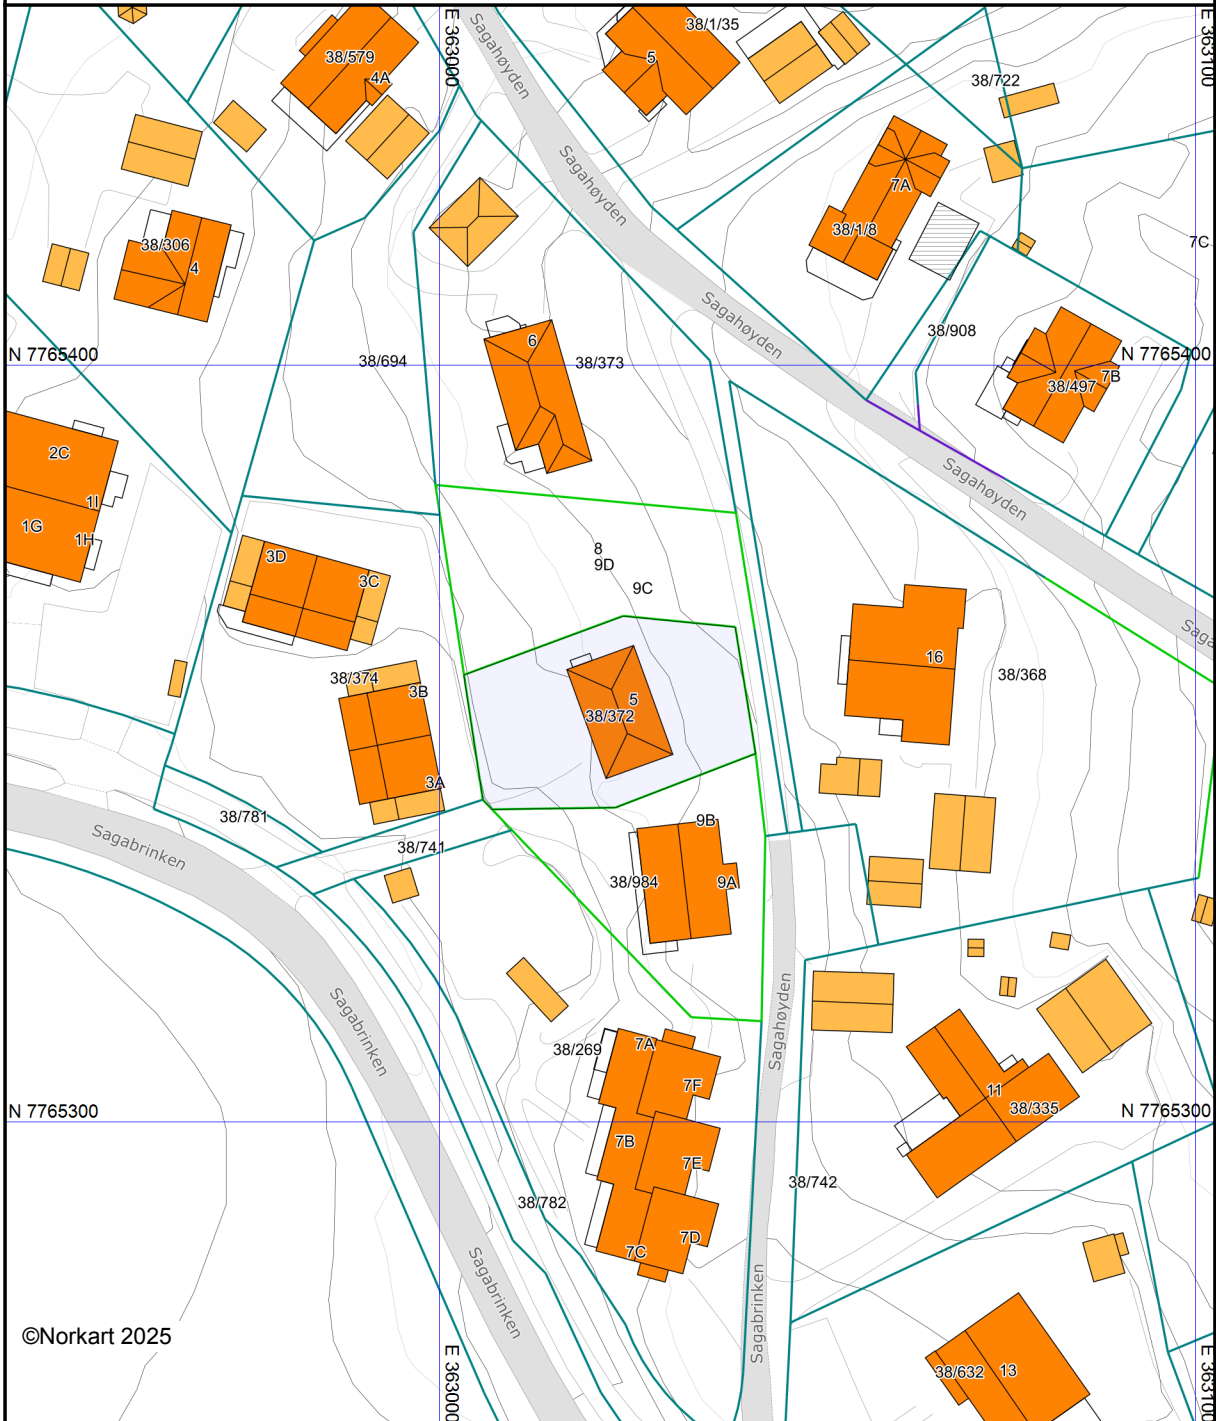 E 363000
E 363100
Sagahøyden
38/1/35
38/579
5
4A
38/722
Sagahøyden
7A
38/1/8
38/306
4
7C
Sagahøyden
38/908
6
N 7765400
38/694
38/373
N 7765400
7B
38/497
2C
Sagahøyden
1I
1G
1H
8
3D
9D
3C
9C
Saga
16
38/374
38/368
3B
5
38/372
3A
38/781
9B
Sagabrinken
38/741
38/984
9A
Sagahøyden
Sagabrinken
7A
38/269
7F
11
38/335
N 7765300
N 7765300
7B
7E
38/742
38/782
7D
7C
Sagabrinken
Sagabrinken
©Norkart 2025
38/632
13
E 363000
E 363100